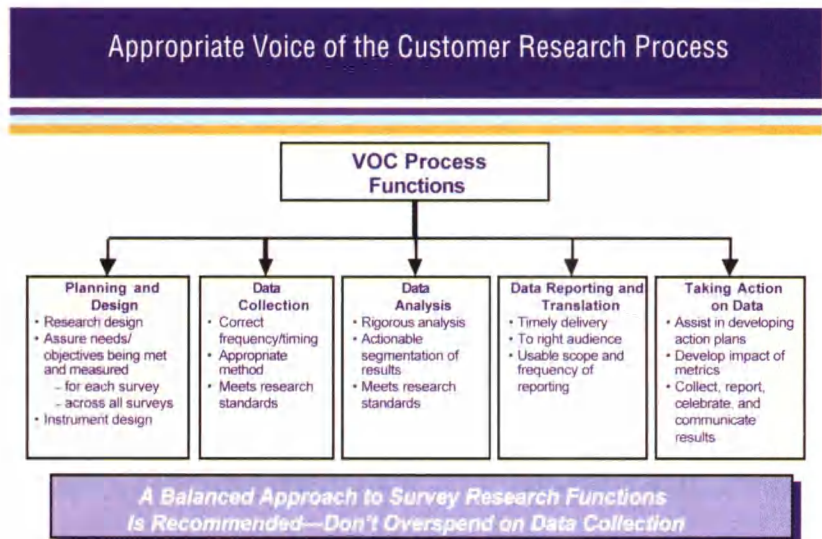 Appropriate Voice of the Customer Research Process
VOC Process
Functions
Planning and
Design
• Research design
• Assure needs/
objectives being met
and measured
– for each survey
– across all surveys
• Instrument design
Data
Collection
• Correct
frequency/timing
• Appropriate
method
• Meets research
standards
Data
Analysis
• Rigorous analysis
• Actionable
segmentation of
results
• Meets research
standards
Data Reporting and
Translation
• Timely delivery
• To right audience
• Usable scope and
frequency of
reporting
Taking Action
on Data
• Assist in developing
action plans
• Develop impact of
metrics
• Collect, report,
celebrate, and
communicate
results
A Balanced Approach to Survey Research Functions
Is Recommended—Don't Overspend on Data Collection